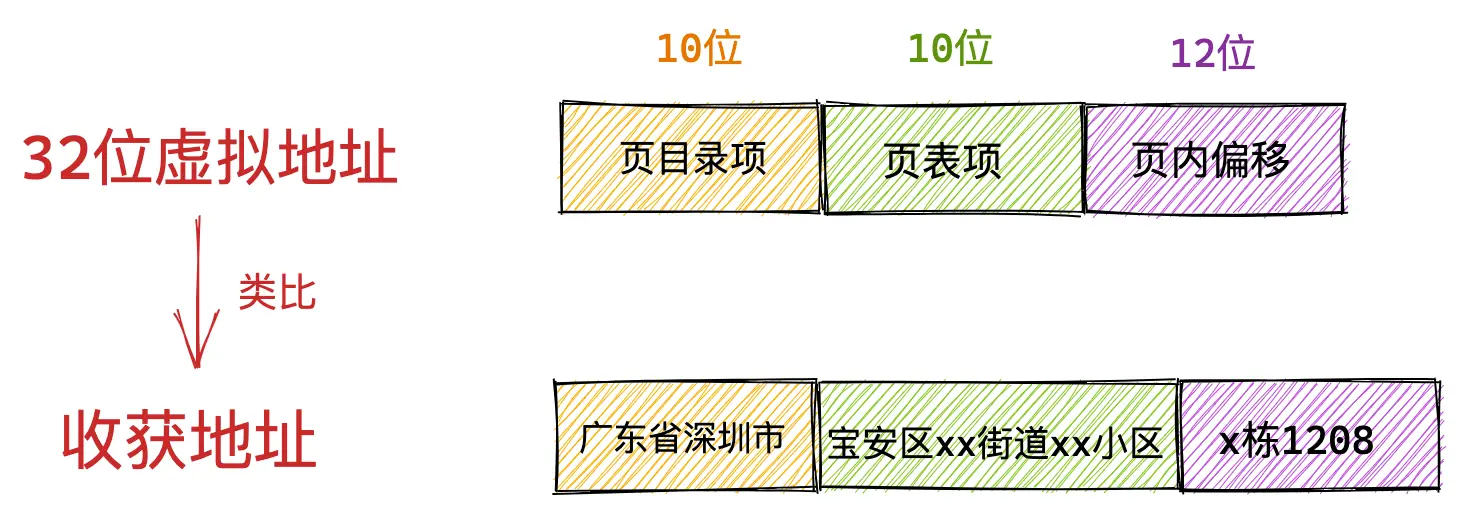 10位
10位
12位
32位虚拟地址
页目录项
页表项
页内偏移
类比
收获地址
广东省深圳市
宝安区xx街道xx小区
x栋1208